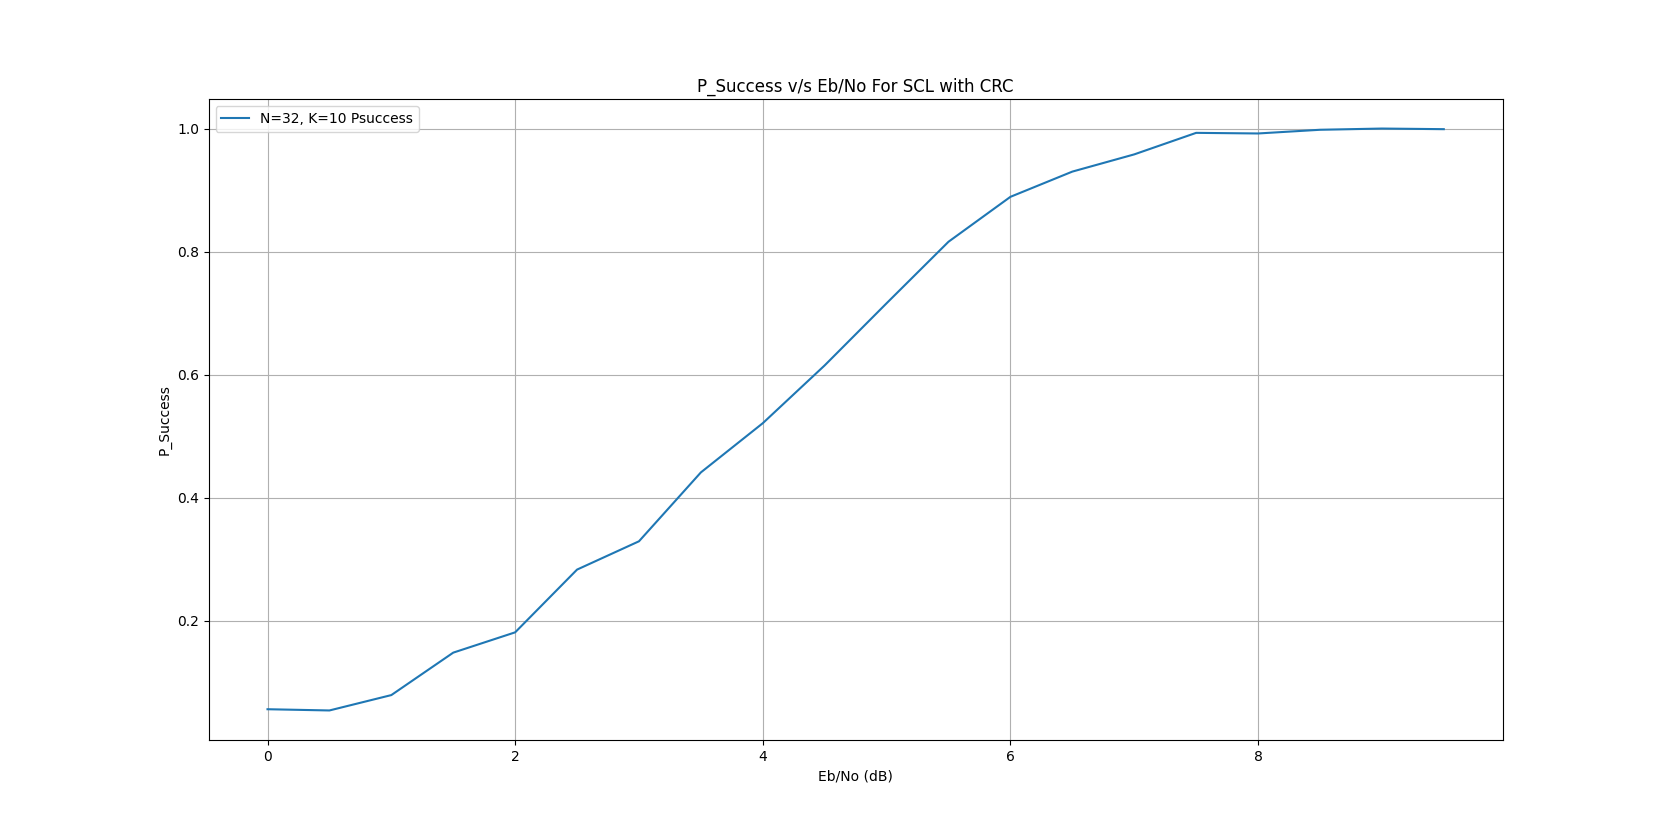 P_Success v/s Eb/No For SCL with CRC
N=32, K=10 Psuccess
1.0
0.8
0.6
0.4
0.2
P_Success
0 2 4 6 8
Eb/No (dB)